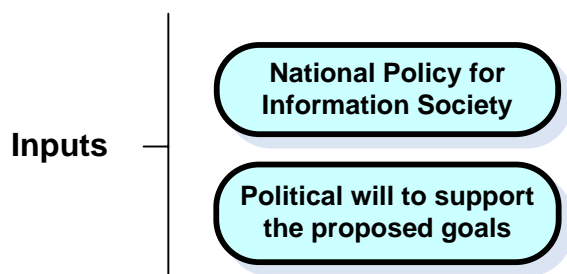 National Policy for
Information Society
Inputs
Political will to support
the proposed goals